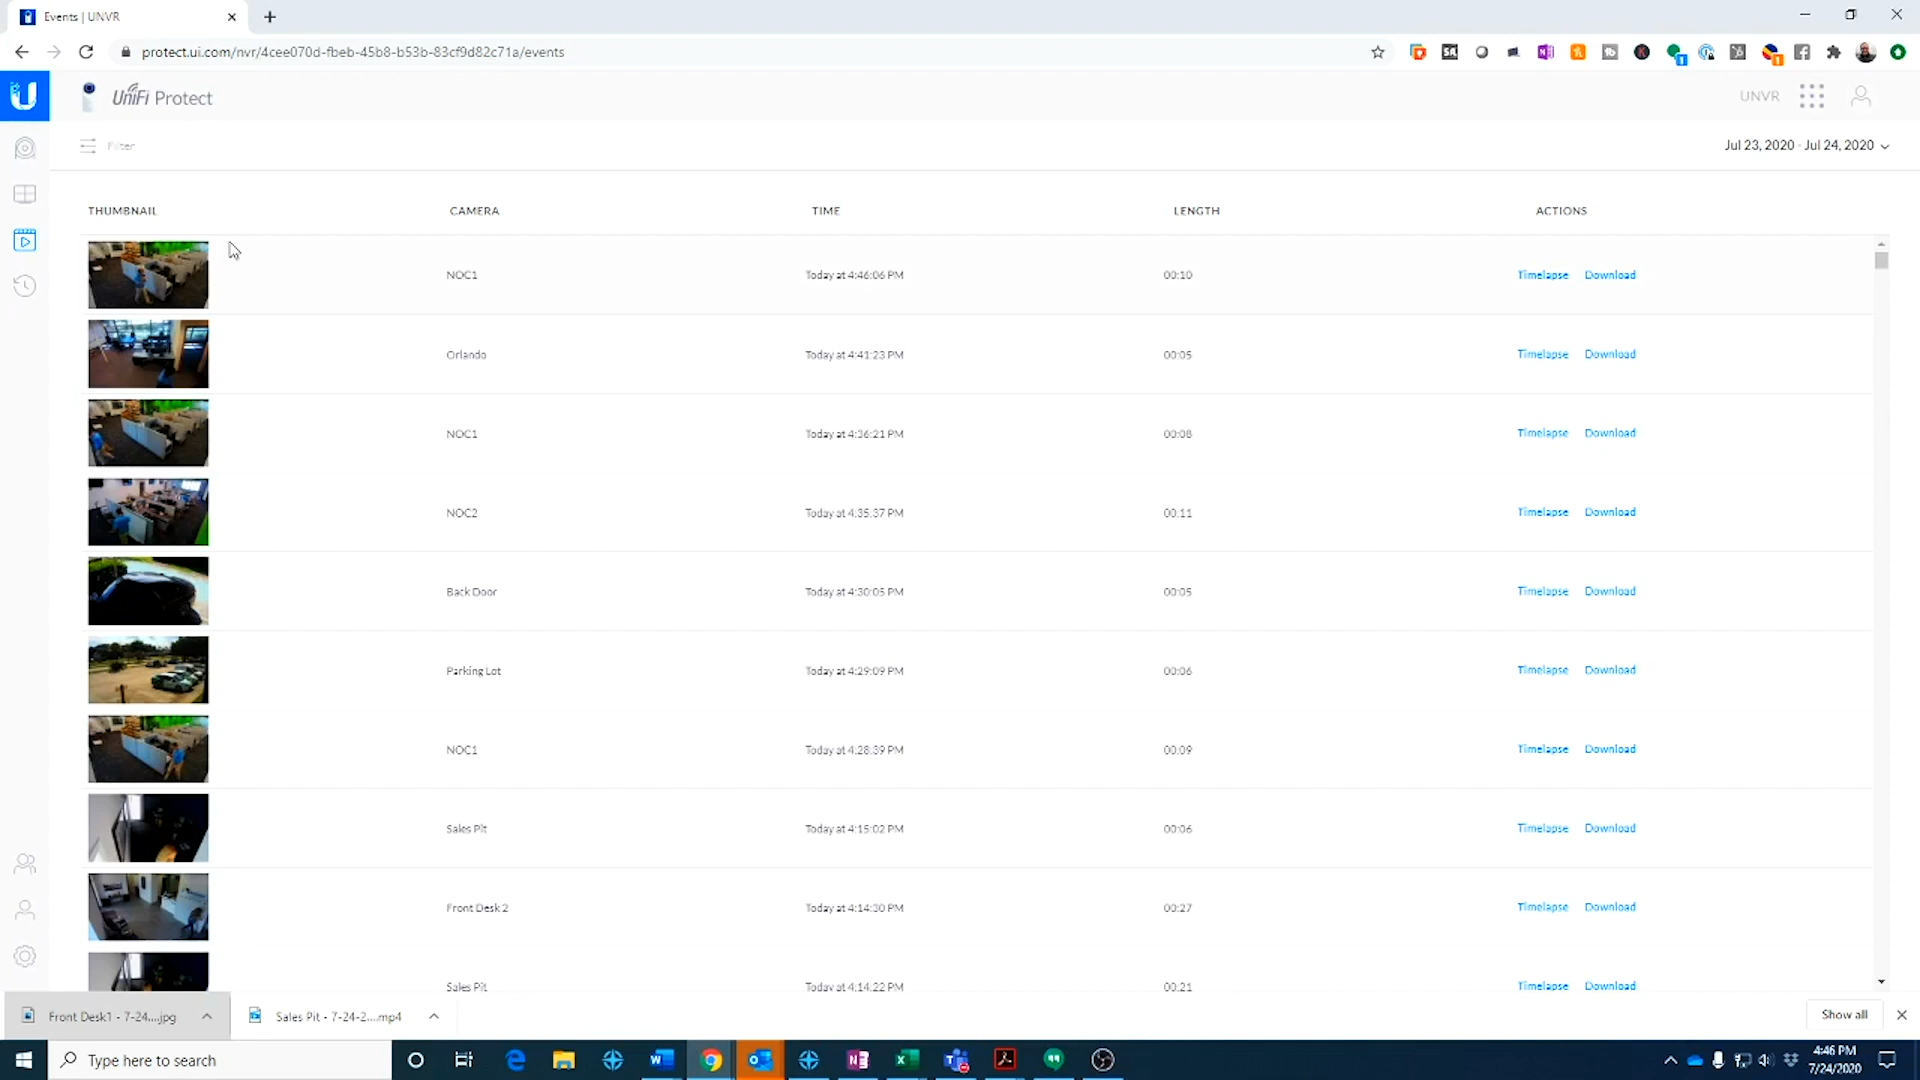 Events | UNVR
protect.ui.com/nvr/4cee070d-fbeb-45b8-b53b-83cf9d82c71a/events
UniFi Protect
UNVR
Filter
Jul 23, 2020 - Jul 24, 2020
THUMBNAIL CAMERA TIME LENGTH ACTIONS
NOC1 Today at 4:46:06 PM 00:10 Timelapse Download
Orlando Today at 4:41:23 PM 00:05 Timelapse Download
NOC1 Today at 4:36:21 PM 00:08 Timelapse Download
NOC2 Today at 4:35:37 PM 00:11 Timelapse Download
Back Door Today at 4:30:05 PM 00:05 Timelapse Download
Parking Lot Today at 4:29:09 PM 00:06 Timelapse Download
NOC1 Today at 4:28:39 PM 00:09 Timelapse Download
Sales Pit Today at 4:15:02 PM 00:06 Timelapse Download
Front Desk 2 Today at 4:14:30 PM 00:27 Timelapse Download
Sales Pit Today at 4:14:22 PM 00:21 Timelapse Download
Front Desk1 - 7-24....jpg
Sales Pit - 7-24-2....mp4
Show all
Type here to search
4:46 PM
7/24/2020